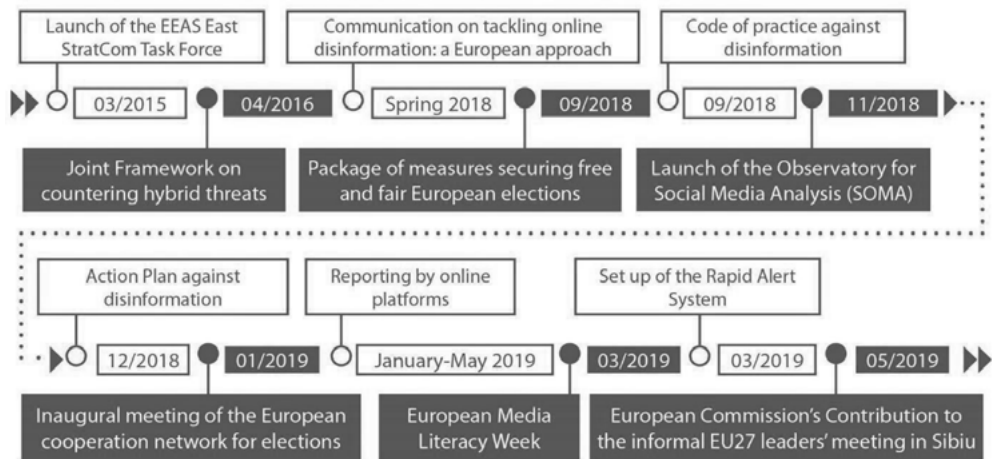 Launch of the EEAS East
StratCom Task Force
Communication on tackling online
disinformation: a European approach
Code of practice against
disinformation
03/2015
04/2016
Spring 2018
09/2018
09/2018
11/2018
Joint Framework on
countering hybrid threats
Package of measures securing free
and fair European elections
Launch of the Observatory for
Social Media Analysis (SOMA)
Action Plan against
disinformation
Reporting by online
platforms
Set up of the Rapid Alert
System
12/2018
01/2019
January-May 2019
03/2019
03/2019
05/2019
Inaugural meeting of the European
cooperation network for elections
European Media
Literacy Week
European Commission’s Contribution to
the informal EU27 leaders’ meeting in Sibiu